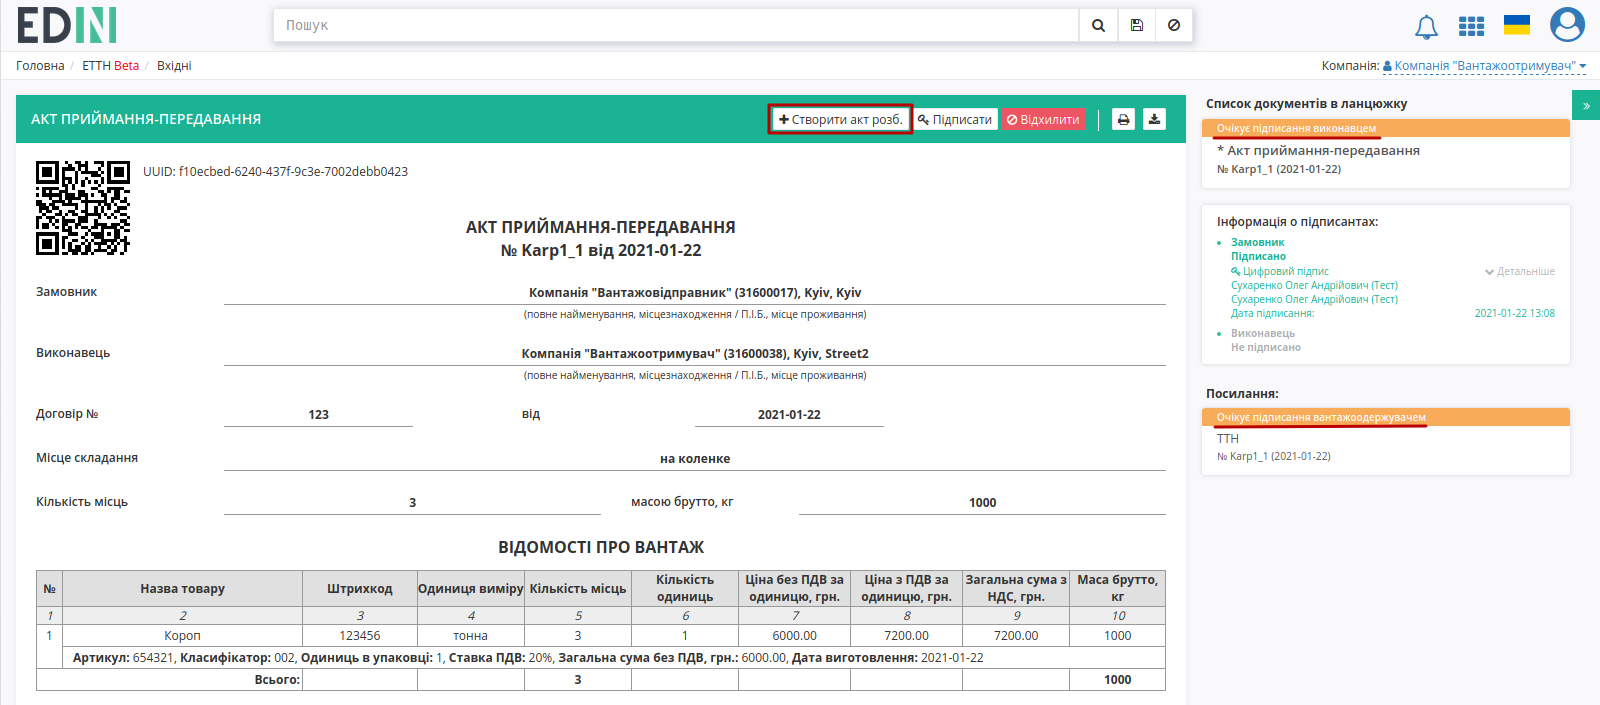 EDIN
Пошук
Головна / ЕТТН Beta / Вхідні
Компанія: Компанія "Вантажоотримувач"
АКТ ПРИЙМАННЯ-ПЕРЕДАВАННЯ
Створити акт розб.
Підписати
Відхилити
UUID: f10ecbed-6240-437f-9c3e-7002debb0423
АКТ ПРИЙМАННЯ-ПЕРЕДАВАННЯ
№ Karp1_1 від 2021-01-22
Замовник
Компанія "Вантажовідправник" (31600017), Kyiv, Kyiv
(повне найменування, місцезнаходження / П.І.Б., місце проживання)
Виконавець
Компанія "Вантажоотримувач" (31600038), Kyiv, Street2
(повне найменування, місцезнаходження / П.І.Б., місце проживання)
Договір № 123 від 2021-01-22
Місце складання на коленке
Кількість місць 3 масою брутто, кг 1000
ВІДОМОСТІ ПРО ВАНТАЖ
№ Назва товару Штрихкод Одиниця виміру Кількість місць Кількість одиниць Ціна без ПДВ за одиницю, грн. Ціна з ПДВ за одиницю, грн. Загальна сума з НДС, грн. Маса брутто, кг
1 2 3 4 5 6 7 8 9 10
1 Короп 123456 тонна 3 1 6000.00 7200.00 7200.00 1000
Артикул: 654321, Класифікатор: 002, Одиниць в упаковці: 1, Ставка ПДВ: 20%, Загальна сума без ПДВ, грн.: 6000.00, Дата виготовлення: 2021-01-22
Всього: 3 1000
Список документів в ланцюжку
»
Очікує підписання виконавцем
* Акт приймання-передавання
№ Karp1_1 (2021-01-22)
Інформація о підписантах:
Замовник
Підписано
Цифровий підпис Детальніше
Сухаренко Олег Андрійович (Тест)
Сухаренко Олег Андрійович (Тест)
Дата підписання: 2021-01-22 13:08
Виконавець
Не підписано
Посилання:
Очікує підписання вантажоодержувачем
ТТН
№ Karp1_1 (2021-01-22)